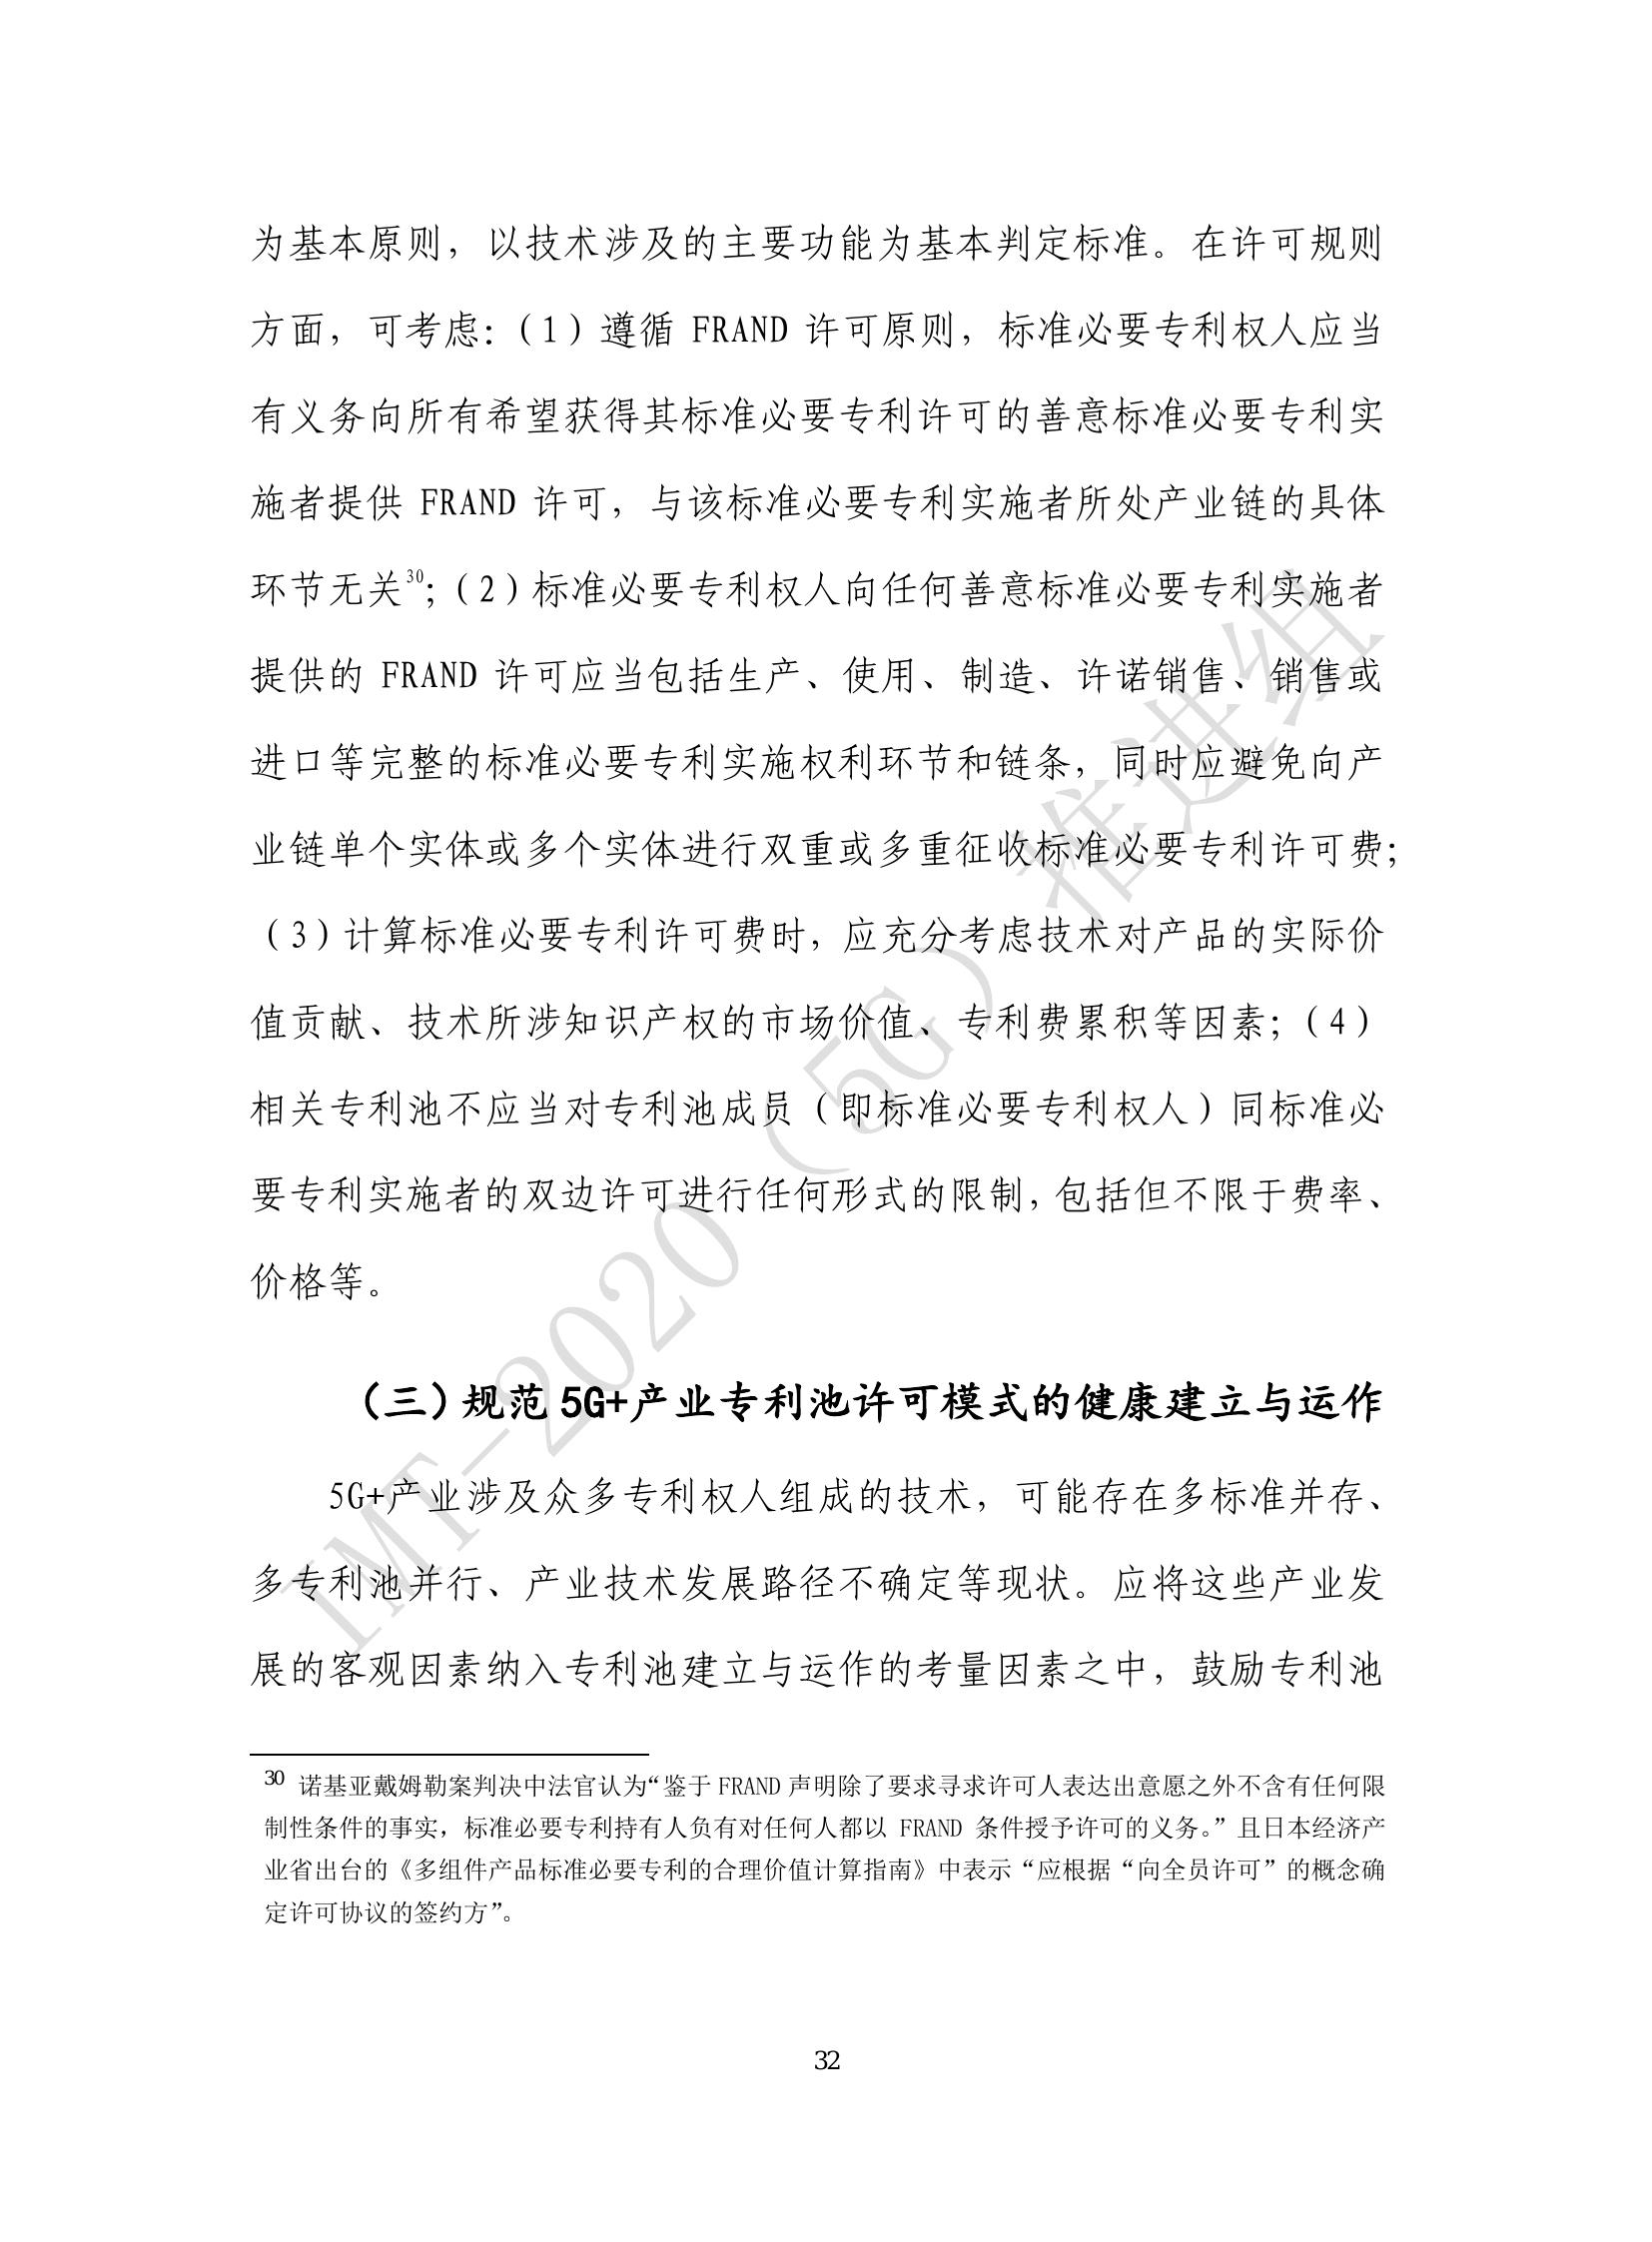 为基本原则，以技术涉及的主要功能为基本判定标准。在许可规则
方面，可考虑：（1）遵循 FRAND 许可原则，标准必要专利权人应当
有义务向所有希望获得其标准必要专利许可的善意标准必要专利实
施者提供 FRAND 许可，与该标准必要专利实施者所处产业链的具体
环节无关30；（2）标准必要专利权人向任何善意标准必要专利实施者
提供的 FRAND 许可应当包括生产、使用、制造、许诺销售、销售或
进口等完整的标准必要专利实施权利环节和链条，同时应避免向产
业链单个实体或多个实体进行双重或多重征收标准必要专利许可费；
（3）计算标准必要专利许可费时，应充分考虑技术对产品的实际价
值贡献、技术所涉知识产权的市场价值、专利费累积等因素；（4）
相关专利池不应当对专利池成员（即标准必要专利权人）同标准必
要专利实施者的双边许可进行任何形式的限制，包括但不限于费率、
价格等。
（三）规范 5G+产业专利池许可模式的健康建立与运作
5G+产业涉及众多专利权人组成的技术，可能存在多标准并存、
多专利池并行、产业技术发展路径不确定等现状。应将这些产业发
展的客观因素纳入专利池建立与运作的考量因素之中，鼓励专利池
30 诺基亚戴姆勒案判决中法官认为“鉴于 FRAND 声明除了要求寻求许可人表达出意愿之外不含有任何限
制性条件的事实，标准必要专利持有人负有对任何人都以 FRAND 条件授予许可的义务。”且日本经济产
业省出台的《多组件产品标准必要专利的合理价值计算指南》中表示“应根据“向全员许可”的概念确
定许可协议的签约方”。
32
IMT-2020（5G）推进组